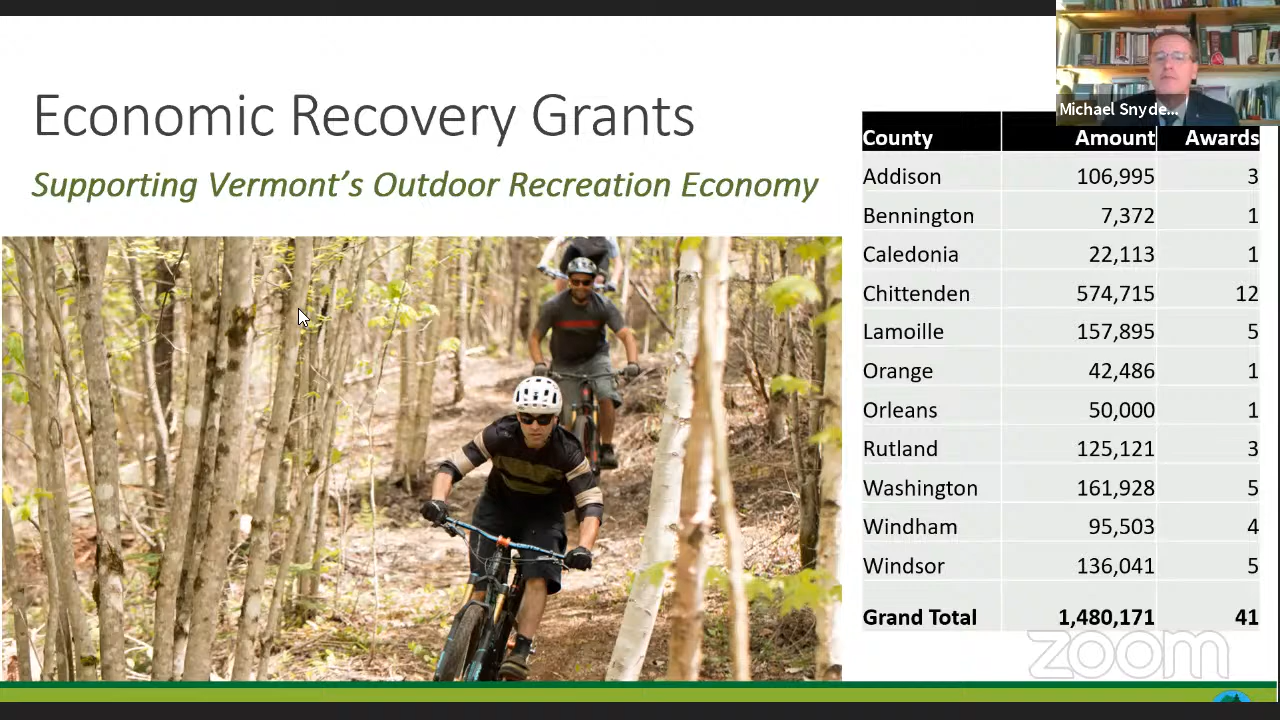 Economic Recovery Grants
Supporting Vermont's Outdoor Recreation Economy
Michael Snyde...
County Amount Awards
Addison 106,995 3
Bennington 7,372 1
Caledonia 22,113 1
Chittenden 574,715 12
Lamoille 157,895 5
Orange 42,486 1
Orleans 50,000 1
Rutland 125,121 3
Washington 161,928 5
Windham 95,503 4
Windsor 136,041 5
Grand Total 1,480,171 41
zoom